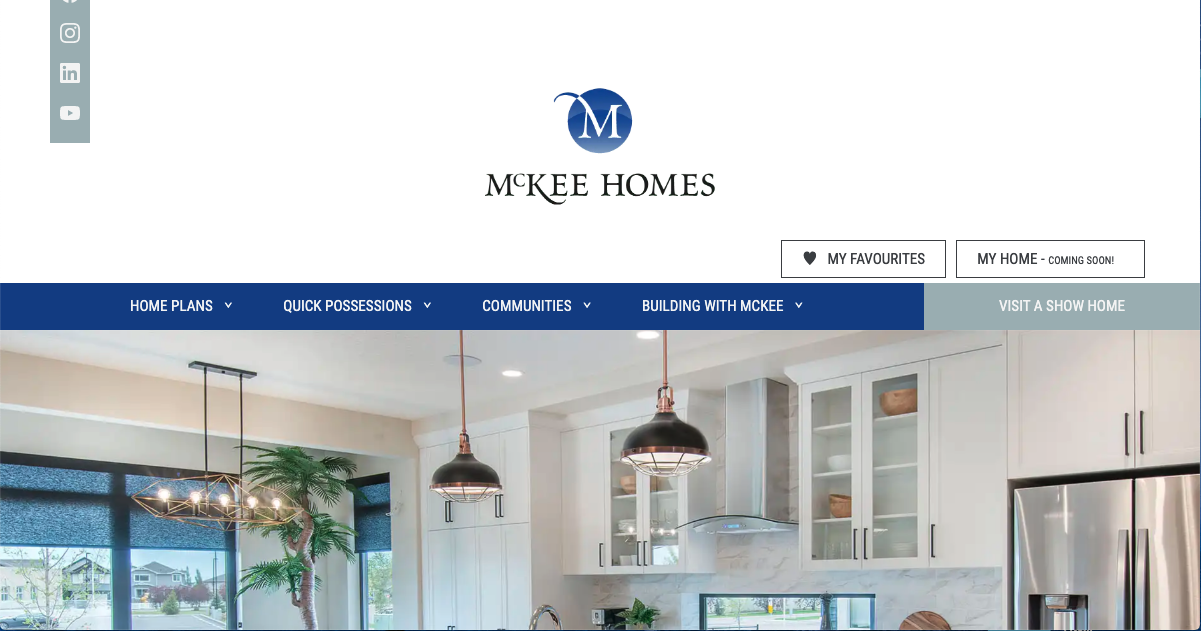 M
McKEE HOMES
MY FAVOURITES
MY HOME - COMING SOON!
HOME PLANS
QUICK POSSESSIONS
COMMUNITIES
BUILDING WITH MCKEE
VISIT A SHOW HOME